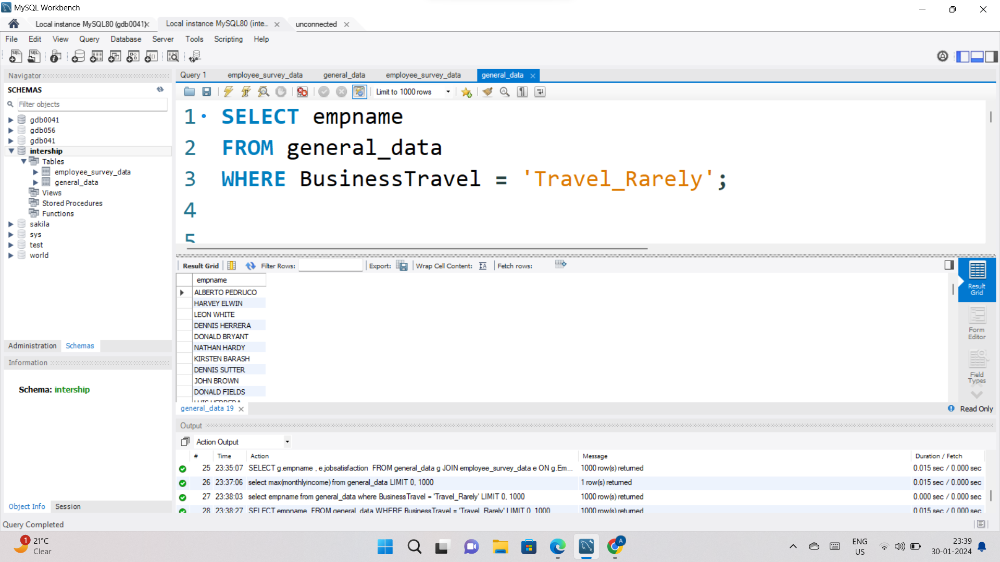 MySQL Workbench
Local instance MySQL80 (gdb0041)
Local instance MySQL80 (inte...
unconnected
File Edit View Query Database Server Tools Scripting Help
Navigator
SCHEMAS
Filter objects
gdb0041
gdb056
gdb041
intership
Tables
employee_survey_data
general_data
Views
Stored Procedures
Functions
sakila
sys
test
world
Administration Schemas
Information
Schema: intership
Object Info Session
Query Completed
Query 1 employee_survey_data general_data employee_survey_data general_data
Limit to 1000 rows
1 SELECT empname
2 FROM general_data
3 WHERE BusinessTravel = 'Travel_Rarely';
4
5
Result Grid Filter Rows: Export: Wrap Cell Content: Fetch rows:
empname
ALBERTO PEDRUCO
HARVEY ELWIN
LEON WHITE
DENNIS HERRERA
DONALD BRYANT
NATHAN HARDY
KIRSTEN BARASH
DENNIS SUTTER
JOHN BROWN
DONALD FIELDS
LUIS HERRERA
Result
Grid
Form
Editor
Field
Types
general_data 19
Read Only
Output
Action Output
# Time Action Message Duration / Fetch
25 23:35:07 SELECT g.empname , e.jobsatisfaction FROM general_data g JOIN employee_survey_data e ON g.Em... 1000 row(s) returned 0.015 sec / 0.000 sec
26 23:37:06 select max(monthlyincome) from general_data LIMIT 0, 1000 1 row(s) returned 0.015 sec / 0.000 sec
27 23:38:03 select empname from general_data where BusinessTravel = 'Travel_Rarely' LIMIT 0, 1000 1000 row(s) returned 0.000 sec / 0.000 sec
28 23:38:27 SELECT empname FROM general_data WHERE BusinessTravel = 'Travel_Rarely' LIMIT 0, 1000 1000 row(s) returned 0.015 sec / 0.000 sec
1
21°C
Clear
A
ENG
US
23:39
30-01-2024